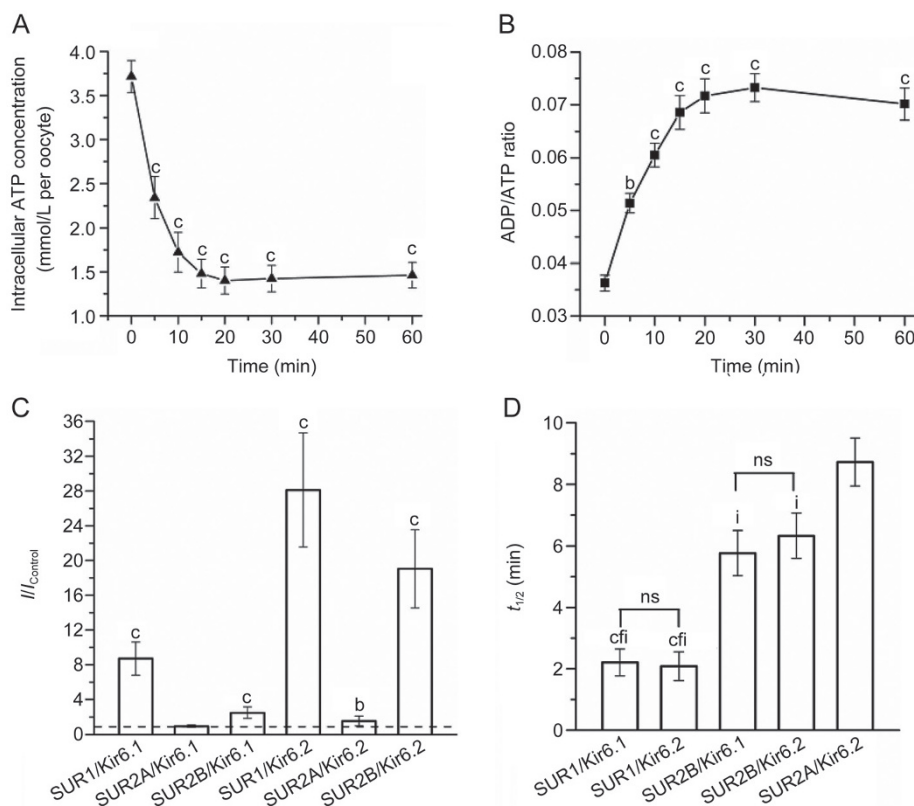 A
Intracellular ATP concentration
(mmol/L per oocyte)
4.0
3.5
3.0
2.5
2.0
1.5
1.0
c
c
c
c
c
c
0 10 20 30 40 50 60
Time (min)
B
ADP/ATP ratio
0.08
0.07
0.06
0.05
0.04
0.03
b
c
c
c
c
c
0 10 20 30 40 50 60
Time (min)
C
I/IControl
36
32
28
24
20
16
12
8
4
0
c
c
c
b
c
SUR1/Kir6.1
SUR2A/Kir6.1
SUR2B/Kir6.1
SUR1/Kir6.2
SUR2A/Kir6.2
SUR2B/Kir6.2
D
t1/2 (min)
10
8
6
4
2
0
ns
cfi
cfi
ns
i
i
SUR1/Kir6.1
SUR1/Kir6.2
SUR2B/Kir6.1
SUR2B/Kir6.2
SUR2A/Kir6.2